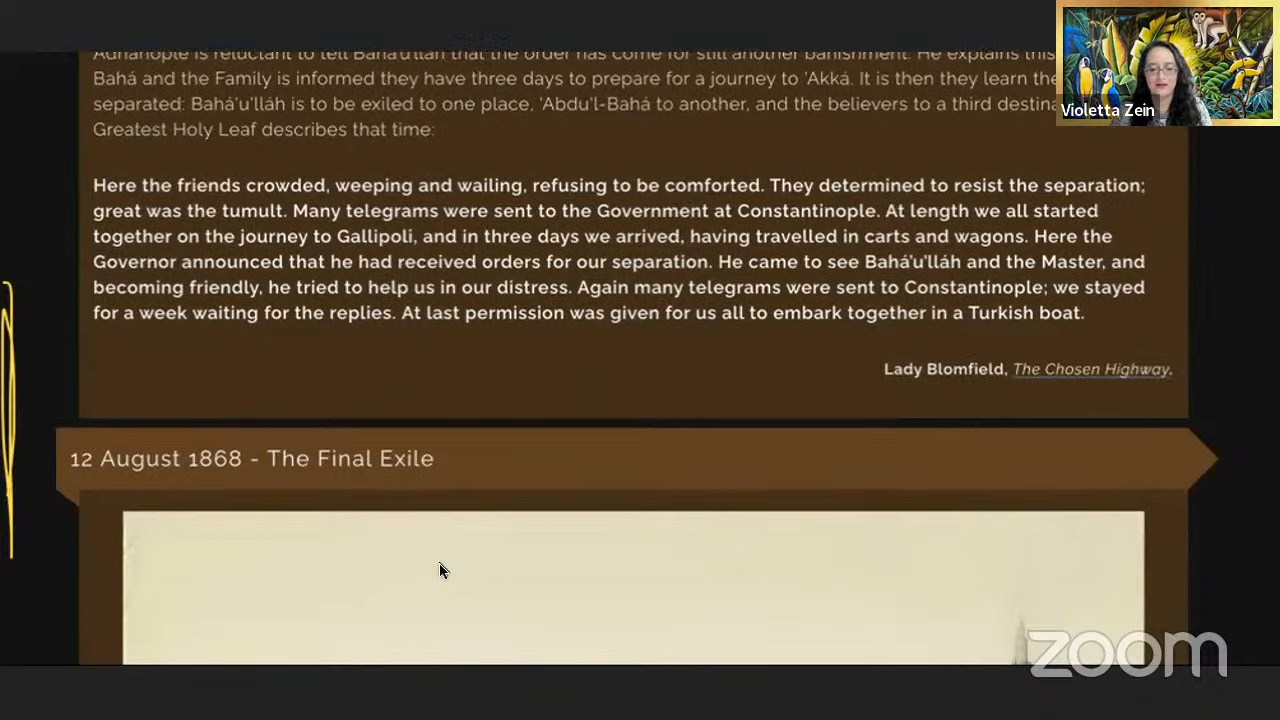 Adrianople is reluctant to tell Bahá'u'lláh that the order has come for still another banishment. He explains this
Bahá and the Family is informed they have three days to prepare for a journey to 'Akká. It is then they learn the
separated: Bahá'u'lláh is to be exiled to one place, 'Abdu'l-Bahá to another, and the believers to a third destina
Greatest Holy Leaf describes that time:
Here the friends crowded, weeping and wailing, refusing to be comforted. They determined to resist the separation;
great was the tumult. Many telegrams were sent to the Government at Constantinople. At length we all started
together on the journey to Gallipoli, and in three days we arrived, having travelled in carts and wagons. Here the
Governor announced that he had received orders for our separation. He came to see Bahá'u'lláh and the Master, and
becoming friendly, he tried to help us in our distress. Again many telegrams were sent to Constantinople; we stayed
for a week waiting for the replies. At last permission was given for us all to embark together in a Turkish boat.
Lady Blomfield, The Chosen Highway.
12 August 1868 - The Final Exile
Violetta Zein
zoom